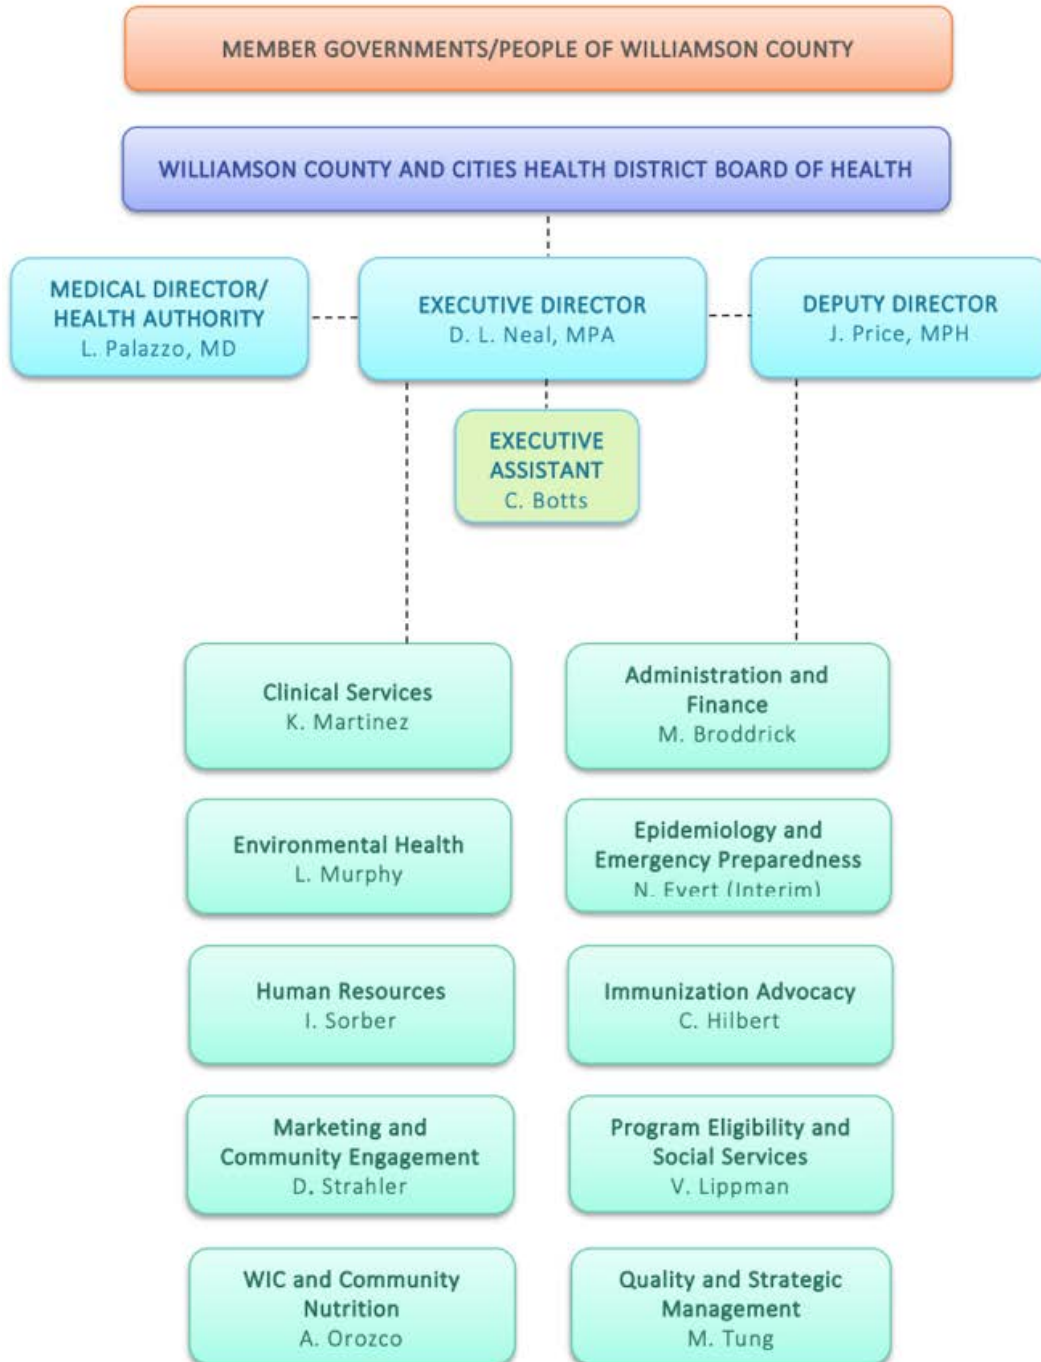 MEMBER GOVERNMENTS/PEOPLE OF WILLIAMSON COUNTY
WILLIAMSON COUNTY AND CITIES HEALTH DISTRICT BOARD OF HEALTH
MEDICAL DIRECTOR/
HEALTH AUTHORITY
L. Palazzo, MD
EXECUTIVE DIRECTOR
D. L. Neal, MPA
DEPUTY DIRECTOR
J. Price, MPH
EXECUTIVE
ASSISTANT
C. Botts
Clinical Services
K. Martinez
Administration and
Finance
M. Broddrick
Environmental Health
L. Murphy
Epidemiology and
Emergency Preparedness
N. Evert (Interim)
Human Resources
I. Sorber
Immunization Advocacy
C. Hilbert
Marketing and
Community Engagement
D. Strahler
Program Eligibility and
Social Services
V. Lippman
WIC and Community
Nutrition
A. Orozco
Quality and Strategic
Management
M. Tung